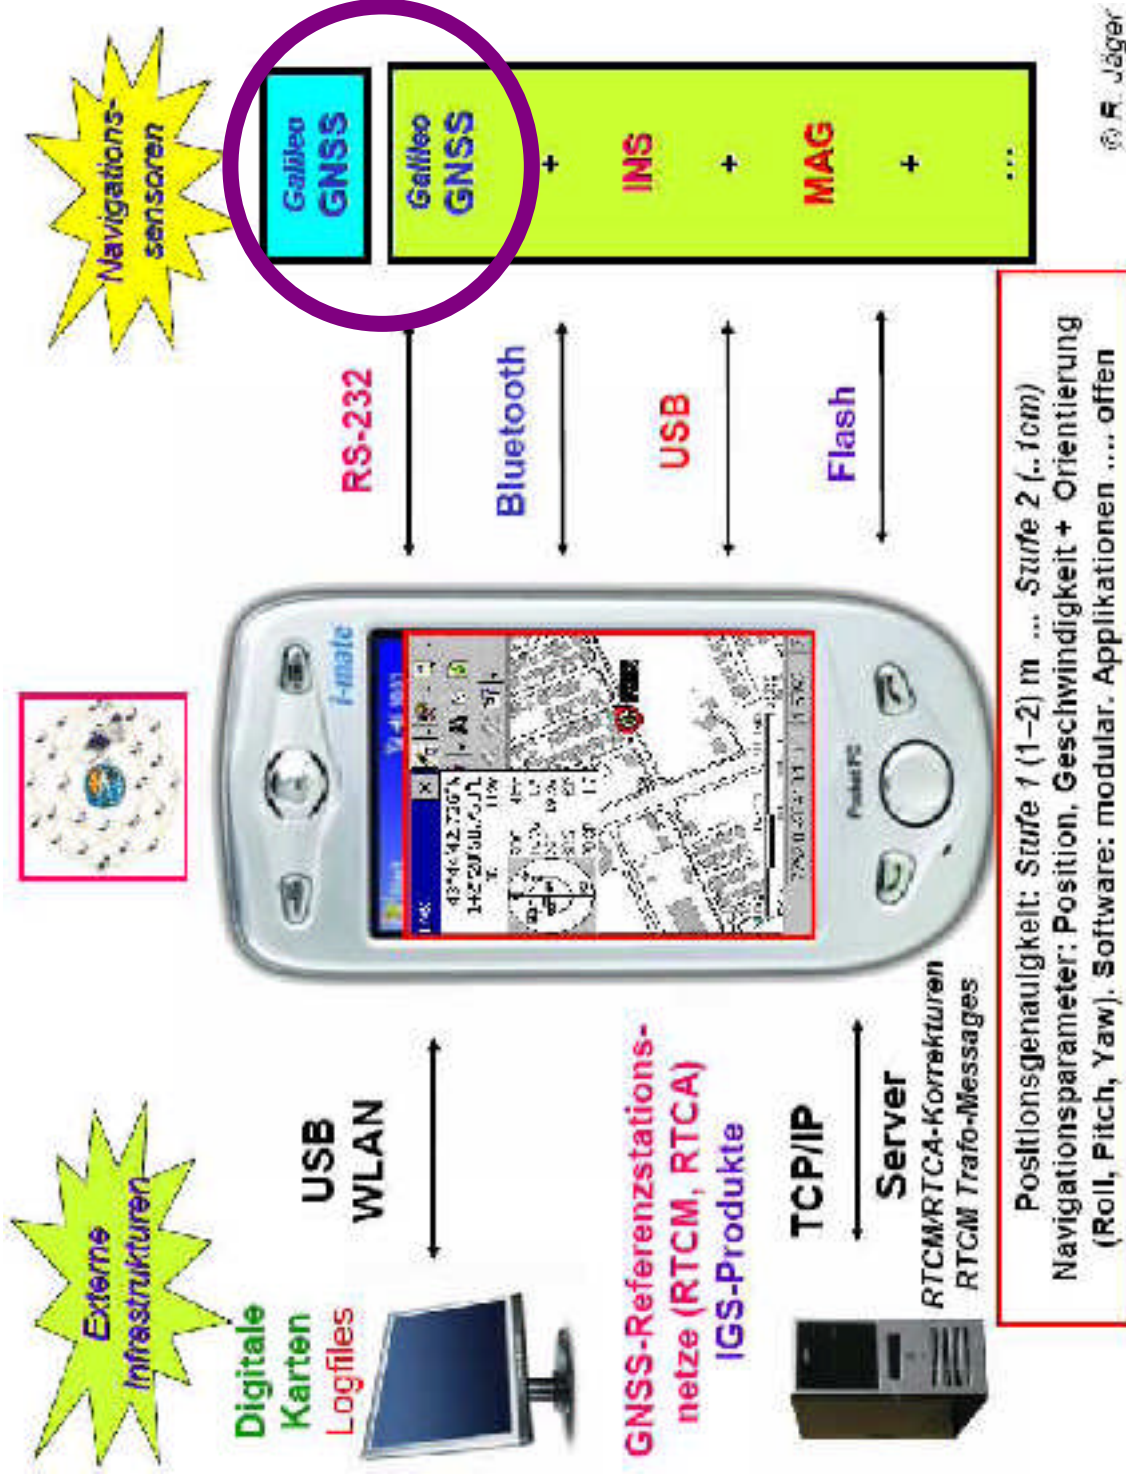 Externe
Infrastrukturen
Navigations-
sensoren
Digitale
Karten
Logfiles
USB
WLAN
i-mate
RS-232
Galileo
GNSS
Galileo
GNSS
Bluetooth
+
INS
GNSS-Referenzstations-
netze (RTCM, RTCA)
IGS-Produkte
USB
+
TCP/IP
Pocket PC
Flash
MAG
Server
RTCM/RTCA-Korrekturen
RTCM Trafo-Messages
+
...
Positionsgenauigkeit: Stufe 1 (1–2) m ... Stufe 2 (..1cm)
Navigationsparameter: Position, Geschwindigkeit + Orientierung
(Roll, Pitch, Yaw). Software: modular. Applikationen .... offen
© R. Jäger